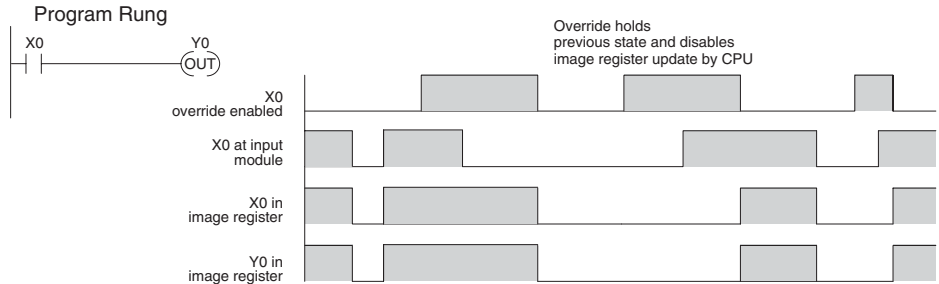 Program Rung
X0
Y0
OUT
Override holds
previous state and disables
image register update by CPU
X0
override enabled
X0 at input
module
X0 in
image register
Y0 in
image register